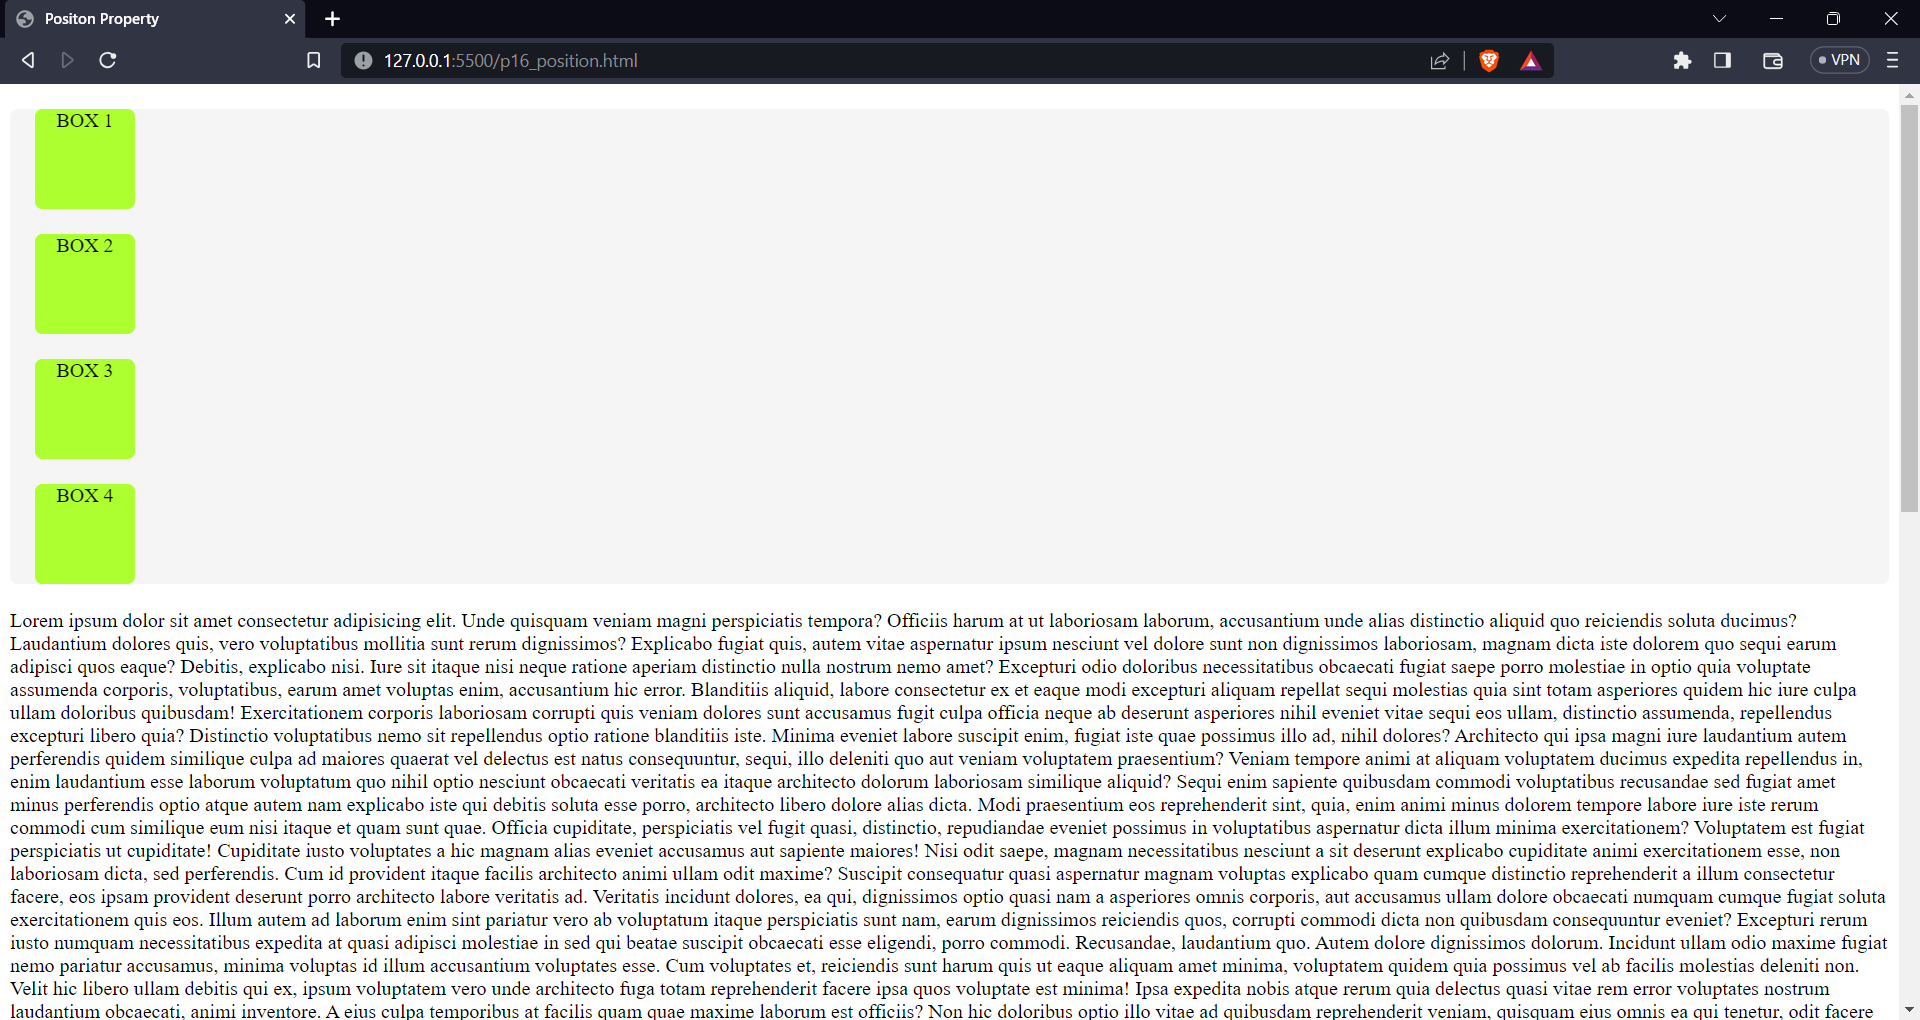 Positon Property
127.0.0.1:5500/p16_position.html
VPN
BOX 1
BOX 2
BOX 3
BOX 4
Lorem ipsum dolor sit amet consectetur adipisicing elit. Unde quisquam veniam magni perspiciatis tempora? Officiis harum at ut laboriosam laborum, accusantium unde alias distinctio aliquid quo reiciendis soluta ducimus?
Laudantium dolores quis, vero voluptatibus mollitia sunt rerum dignissimos? Explicabo fugiat quis, autem vitae aspernatur ipsum nesciunt vel dolore sunt non dignissimos laboriosam, magnam dicta iste dolorem quo sequi earum
adipisci quos eaque? Debitis, explicabo nisi. Iure sit itaque nisi neque ratione aperiam distinctio nulla nostrum nemo amet? Excepturi odio doloribus necessitatibus obcaecati fugiat saepe porro molestiae in optio quia voluptate
assumenda corporis, voluptatibus, earum amet voluptas enim, accusantium hic error. Blanditiis aliquid, labore consectetur ex et eaque modi excepturi aliquam repellat sequi molestias quia sint totam asperiores quidem hic iure culpa
ullam doloribus quibusdam! Exercitationem corporis laboriosam corrupti quis veniam dolores sunt accusamus fugit culpa officia neque ab deserunt asperiores nihil eveniet vitae sequi eos ullam, distinctio assumenda, repellendus
excepturi libero quia? Distinctio voluptatibus nemo sit repellendus optio ratione blanditiis iste. Minima eveniet labore suscipit enim, fugiat iste quae possimus illo ad, nihil dolores? Architecto qui ipsa magni iure laudantium autem
perferendis quidem similique culpa ad maiores quaerat vel delectus est natus consequuntur, sequi, illo deleniti quo aut veniam voluptatem praesentium? Veniam tempore animi at aliquam voluptatem ducimus expedita repellendus in,
enim laudantium esse laborum voluptatum quo nihil optio nesciunt obcaecati veritatis ea itaque architecto dolorum laboriosam similique aliquid? Sequi enim sapiente quibusdam commodi voluptatibus recusandae sed fugiat amet
minus perferendis optio atque autem nam explicabo iste qui debitis soluta esse porro, architecto libero dolore alias dicta. Modi praesentium eos reprehenderit sint, quia, enim animi minus dolorem tempore labore iure iste rerum
commodi cum similique eum nisi itaque et quam sunt quae. Officia cupiditate, perspiciatis vel fugit quasi, distinctio, repudiandae eveniet possimus in voluptatibus aspernatur dicta illum minima exercitationem? Voluptatem est fugiat
perspiciatis ut cupiditate! Cupiditate iusto voluptates a hic magnam alias eveniet accusamus aut sapiente maiores! Nisi odit saepe, magnam necessitatibus nesciunt a sit deserunt explicabo cupiditate animi exercitationem esse, non
laboriosam dicta, sed perferendis. Cum id provident itaque facilis architecto animi ullam odit maxime? Suscipit consequatur quasi aspernatur magnam voluptas explicabo quam cumque distinctio reprehenderit a illum consectetur
facere, eos ipsam provident deserunt porro architecto labore veritatis ad. Veritatis incidunt dolores, ea qui, dignissimos optio quasi nam a asperiores omnis corporis, aut accusamus ullam dolore obcaecati numquam cumque fugiat soluta
exercitationem quis eos. Illum autem ad laborum enim sint pariatur vero ab voluptatum itaque perspiciatis sunt nam, earum dignissimos reiciendis quos, corrupti commodi dicta non quibusdam consequuntur eveniet? Excepturi rerum
iusto numquam necessitatibus expedita at quasi adipisci molestiae in sed qui beatae suscipit obcaecati esse eligendi, porro commodi. Recusandae, laudantium quo. Autem dolore dignissimos dolorum. Incidunt ullam odio maxime fugiat
nemo pariatur accusamus, minima voluptas id illum accusantium voluptates esse. Cum voluptates et, reiciendis sunt harum quis ut eaque aliquam amet minima, voluptatem quidem quia possimus vel ab facilis molestias deleniti non.
Velit hic libero ullam debitis qui ex, ipsum voluptatem vero unde architecto fuga totam reprehenderit facere ipsa quos voluptate est minima! Ipsa expedita nobis atque rerum quia delectus quasi vitae rem error voluptates nostrum
laudantium obcaecati, animi inventore. A eius culpa temporibus at facilis quam quae maxime laborum est officiis? Non hic doloribus optio illo vitae ad quibusdam reprehenderit veniam, quisquam eius omnis ea qui tenetur, odit facere